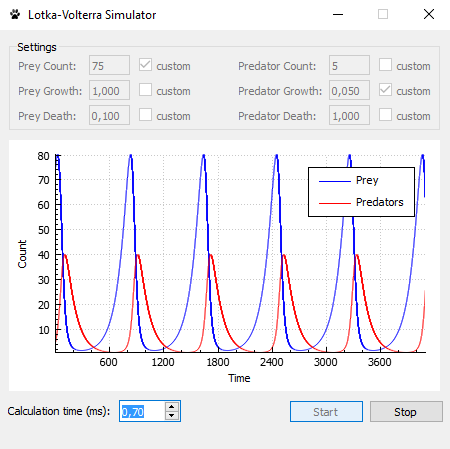 Lotka-Volterra Simulator
Settings
Prey Count: 75 custom Predator Count: 5 custom
Prey Growth: 1,000 custom Predator Growth: 0,050 custom
Prey Death: 0,100 custom Predator Death: 1,000 custom
80
70
60
50
40
30
20
10
Count
Prey
Predators
600 1200 1800 2400 3000 3600
Time
Calculation time (ms): 0,70 Start Stop